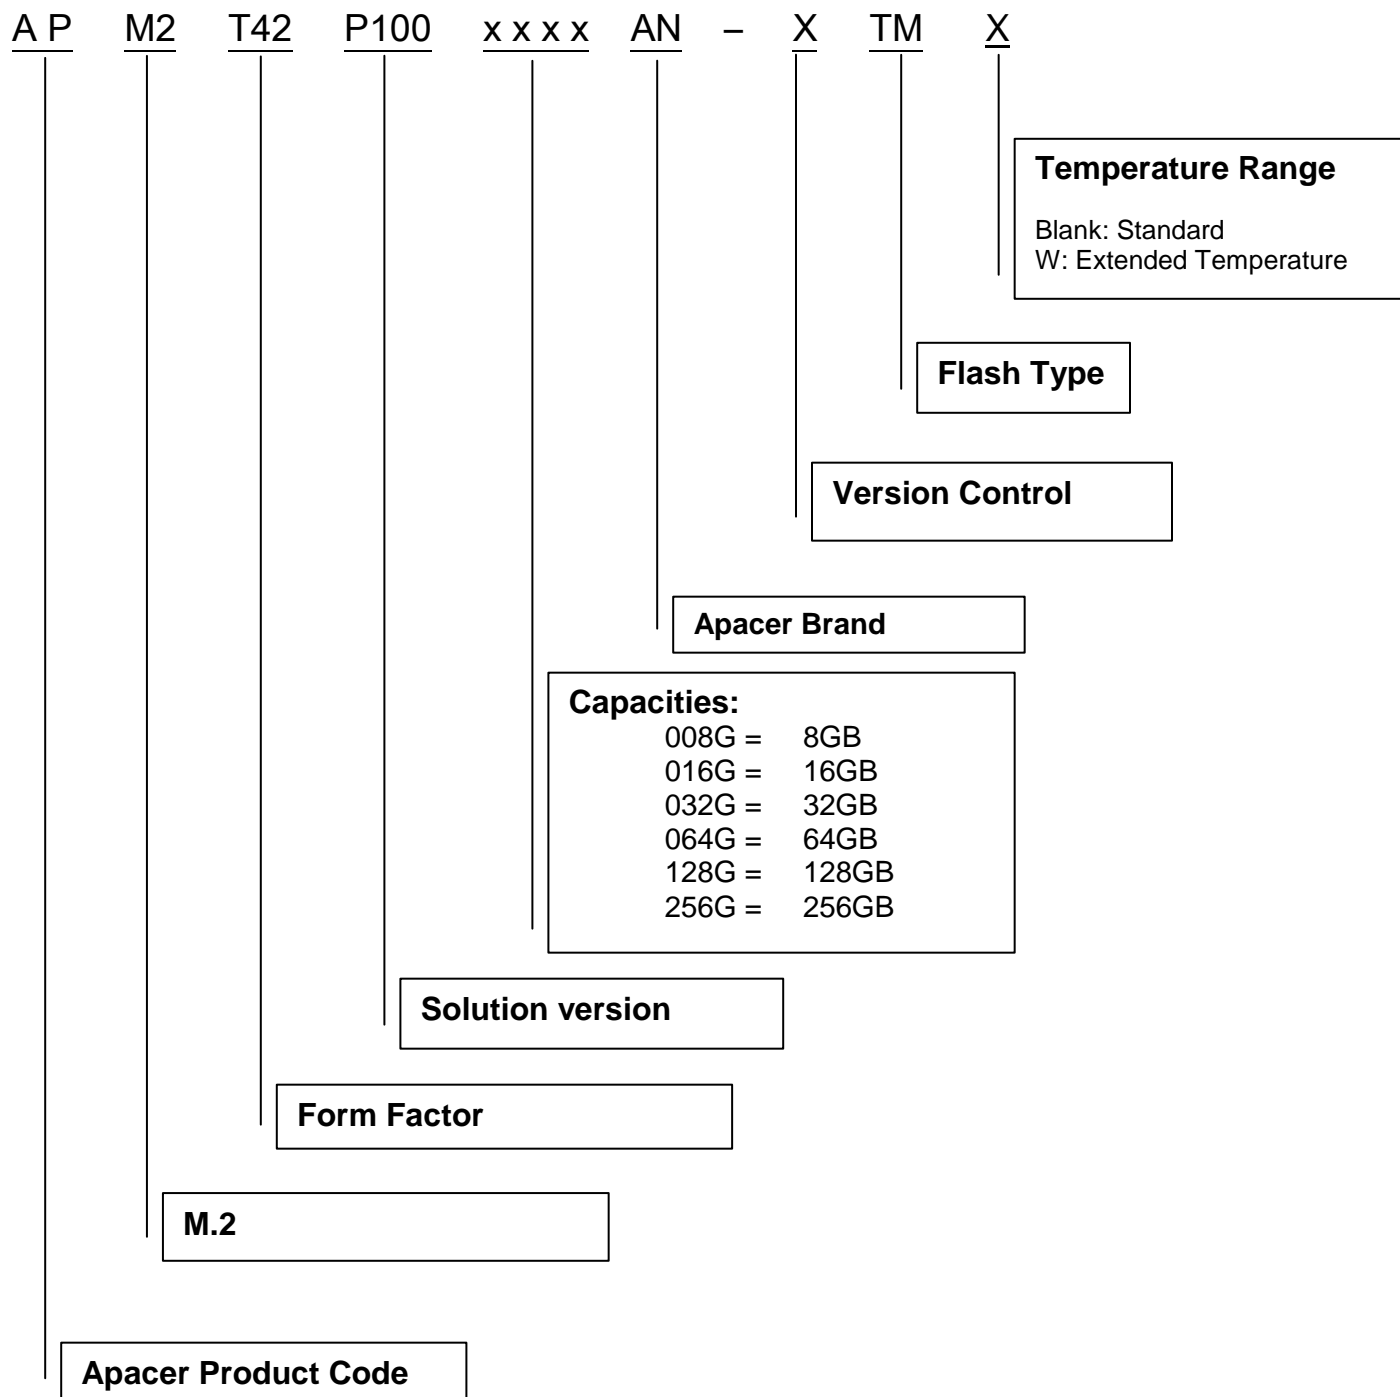 A P M2 T42 P100 x x x x AN – X TM X
Temperature Range
Blank: Standard
W: Extended Temperature
Flash Type
Version Control
Apacer Brand
Capacities:
008G = 8GB
016G = 16GB
032G = 32GB
064G = 64GB
128G = 128GB
256G = 256GB
Solution version
Form Factor
M.2
Apacer Product Code